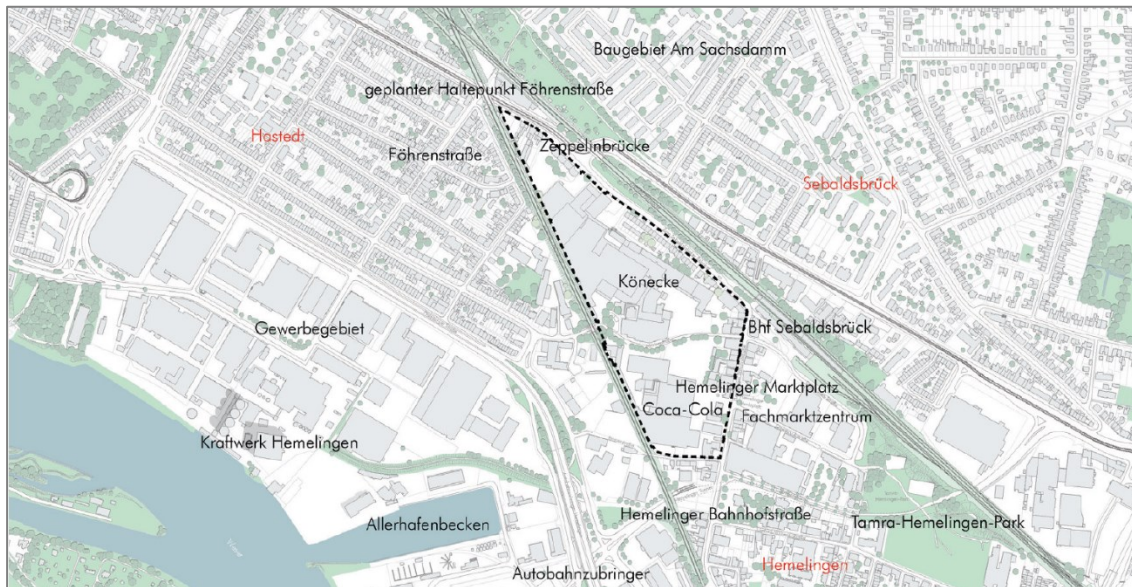 Baugebiet Am Sachsdamm
geplanter Haltepunkt Föhrenstraße
Hastedt
Föhrenstraße
Zeppelinbrücke
Sebaldsbrück
Könecke
Gewerbegebiet
Bhf Sebaldsbrück
Hemelinger Marktplatz
Coca-Cola
Fachmarktzentrum
Kraftwerk Hemelingen
Allerhafenbecken
Hemelinger Bahnhofstraße
Tamra-Hemelingen-Park
Autobahnzubringer
Hemelingen